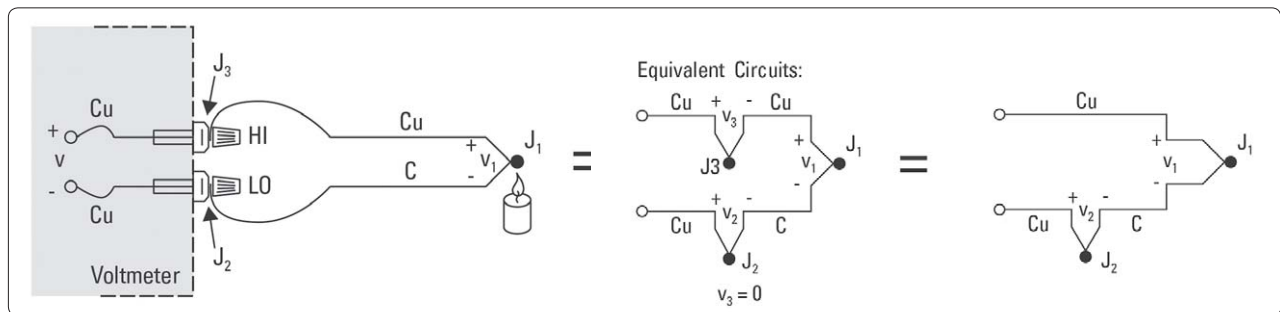 J₃
Cu
+
v
-
Cu
HI
LO
J₂
Voltmeter
Cu
+
v₁
-
C
J₁
=
Equivalent Circuits:
Cu + v₃ - Cu
J3
+
v₁
-
J₁
+ v₂ -
Cu C
J₂
v₃ = 0
=
Cu
+
v₁
-
J₁
+ v₂ -
Cu C
J₂